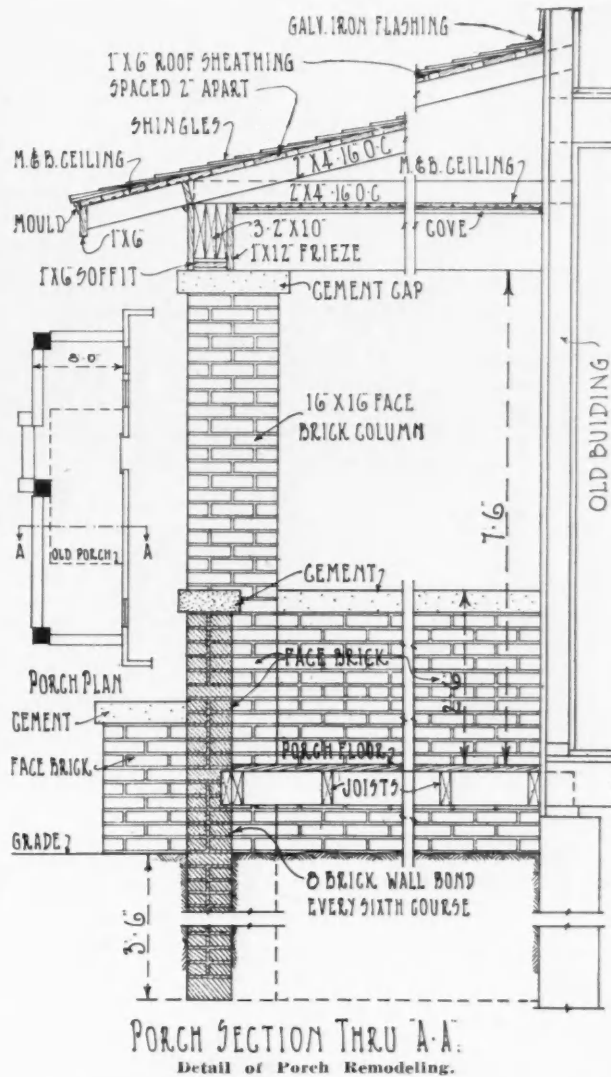 GALV. IRON FLASHING
1"X6" ROOF SHEATHING
SPACED 2" APART
SHINGLES
M.&B. CEILING
2"X4"-16"O-C
M.&B. CEILING
2"X4"-16"O-C
MOULD
1"X6"
3-2"X10"
COVE
1"X12" FRIEZE
1"X6" SOFFIT
CEMENT CAP
8'-0"
16"X16" FACE
BRICK COLUMN
OLD BUIDING
7'-6"
A
A
OLD PORCH
CEMENT
PORCH PLAN
FACE BRICK
2'-6"
CEMENT
FACE BRICK
PORCH FLOOR
JOISTS
GRADE
8" BRICK WALL BOND
EVERY SIXTH COURSE
3'-6"
PORCH SECTION THRU "A-A".
Detail of Porch Remodeling.